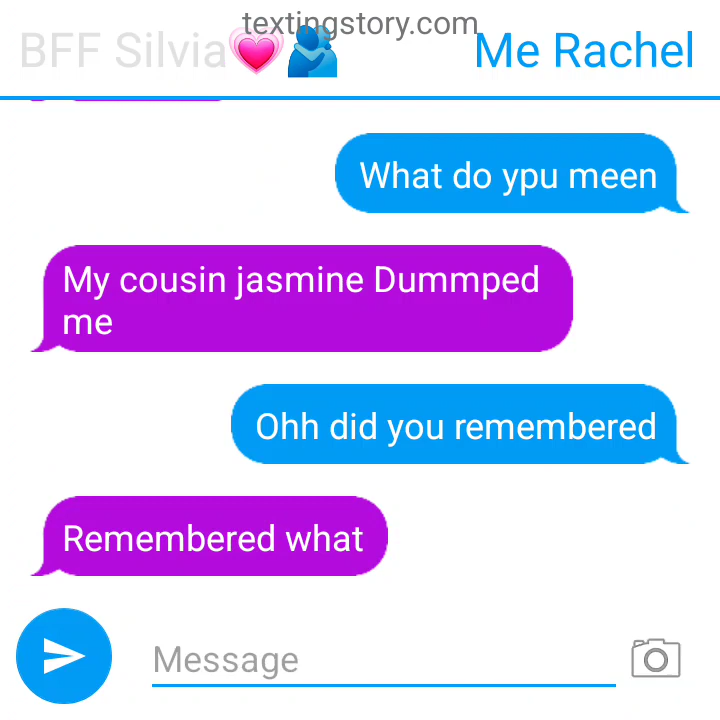 textingstory.com
BFF Silvia💗🫂 Me Rachel
What do ypu meen
My cousin jasmine Dummped
me
Ohh did you remembered
Remembered what
Message